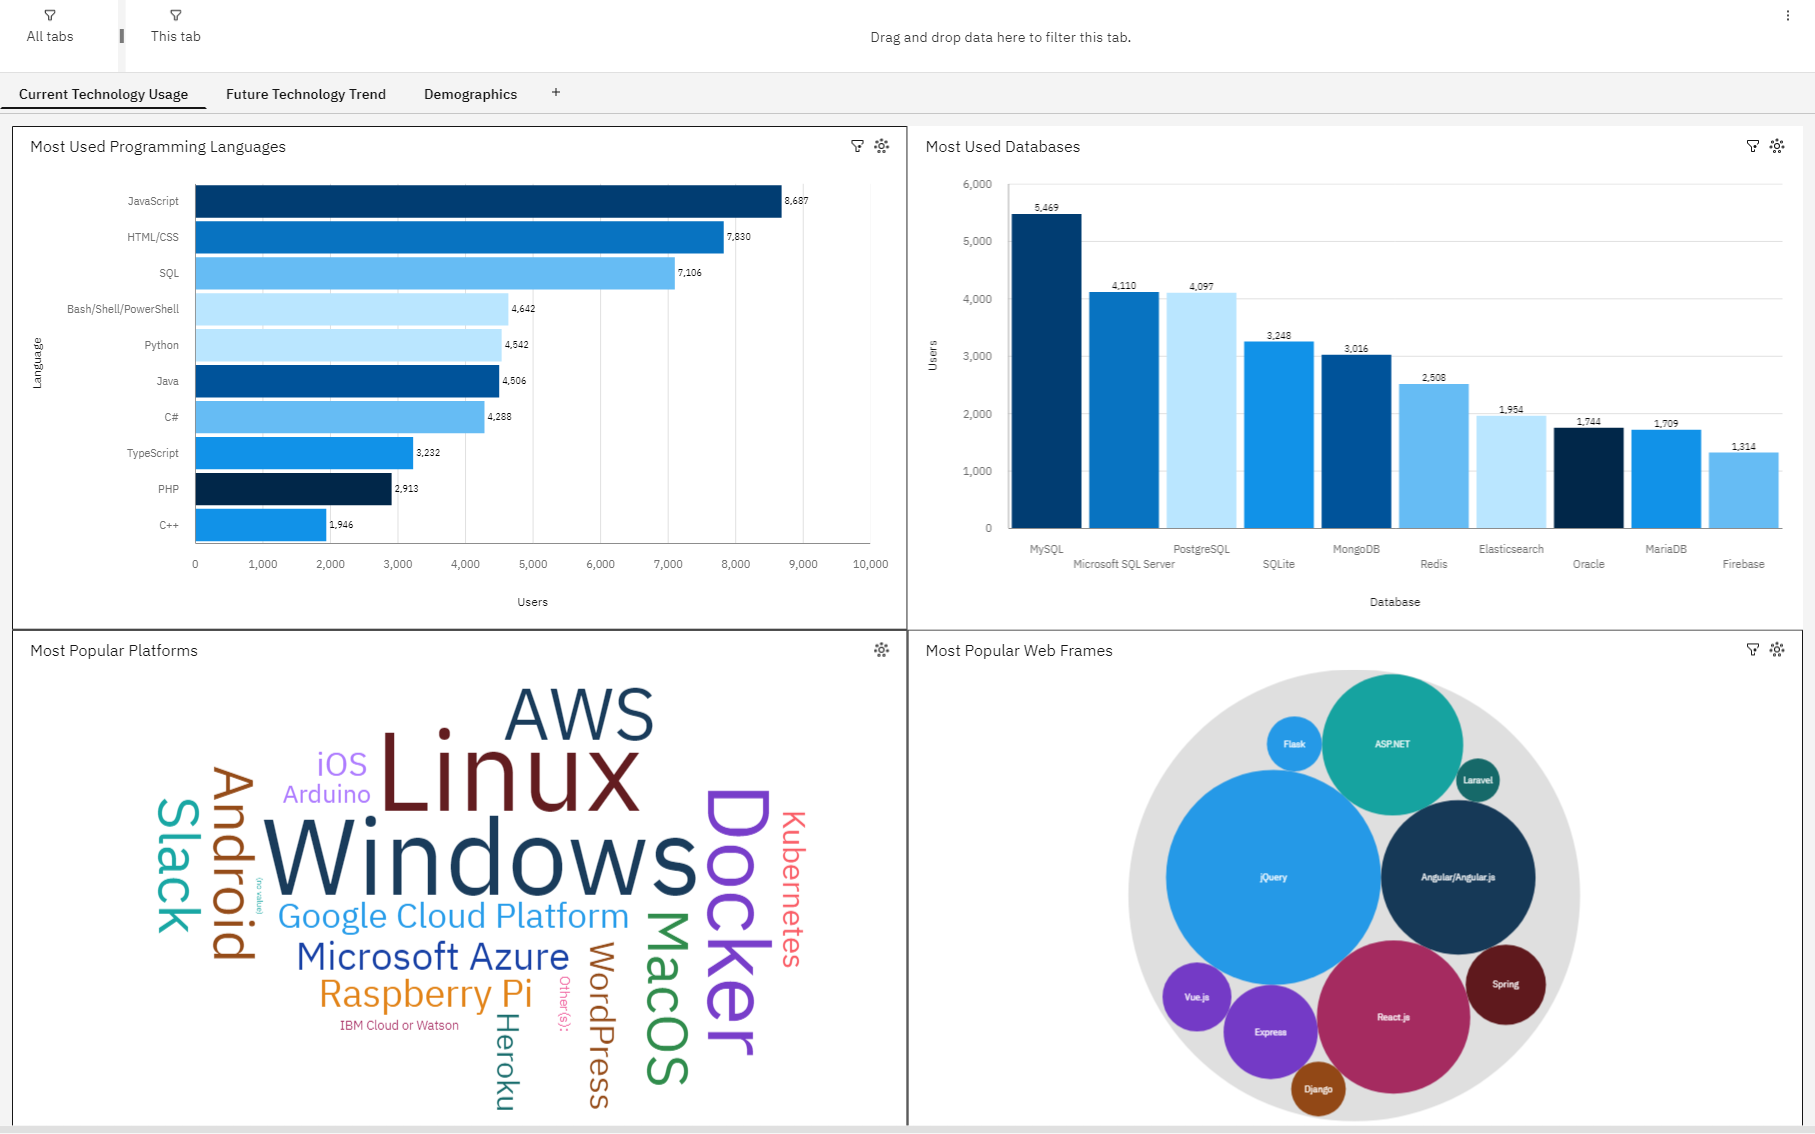 All tabs
This tab
Drag and drop data here to filter this tab.
Current Technology Usage
Future Technology Trend
Demographics
+
Most Used Programming Languages
Language
JavaScript
8,687
HTML/CSS
7,830
SQL
7,106
Bash/Shell/PowerShell
4,642
Python
4,542
Java
4,506
C#
4,288
TypeScript
3,232
PHP
2,913
C++
1,946
0 1,000 2,000 3,000 4,000 5,000 6,000 7,000 8,000 9,000 10,000
Users
Most Used Databases
Users
6,000
5,000
4,000
3,000
2,000
1,000
0
5,469
4,110
4,097
3,248
3,016
2,508
1,954
1,744
1,709
1,314
MySQL
Microsoft SQL Server
PostgreSQL
SQLite
MongoDB
Redis
Elasticsearch
Oracle
MariaDB
Firebase
Database
Most Popular Platforms
AWS
Linux
iOS
Arduino
Android
Slack
Windows
Docker
Kubernetes
(no value)
Google Cloud Platform
Microsoft Azure
Raspberry Pi
IBM Cloud or Watson
Other(s):
Heroku
WordPress
MacOS
Most Popular Web Frames
Flask
ASP.NET
Laravel
jQuery
Angular/Angular.js
Spring
Vue.js
Express
React.js
Django